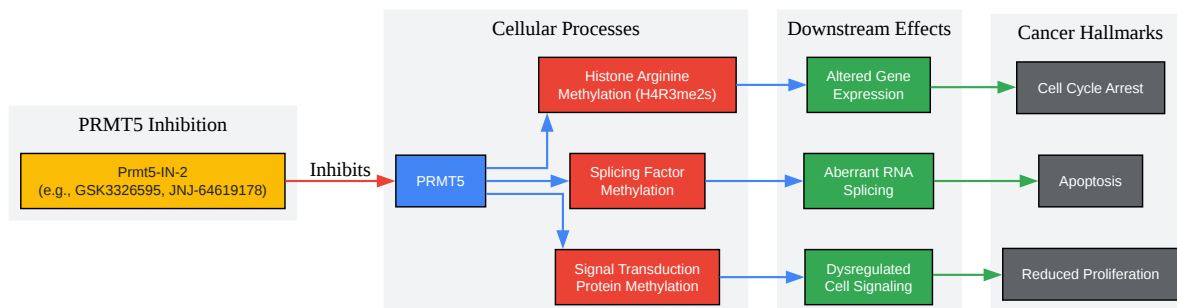 Cellular Processes
Downstream Effects
Cancer Hallmarks
Histone Arginine
Methylation (H4R3me2s)
Altered Gene
Expression
Cell Cycle Arrest
PRMT5 Inhibition
Prmt5-IN-2
(e.g., GSK3326595, JNJ-64619178)
Inhibits
PRMT5
Splicing Factor
Methylation
Aberrant RNA
Splicing
Apoptosis
Signal Transduction
Protein Methylation
Dysregulated
Cell Signaling
Reduced Proliferation